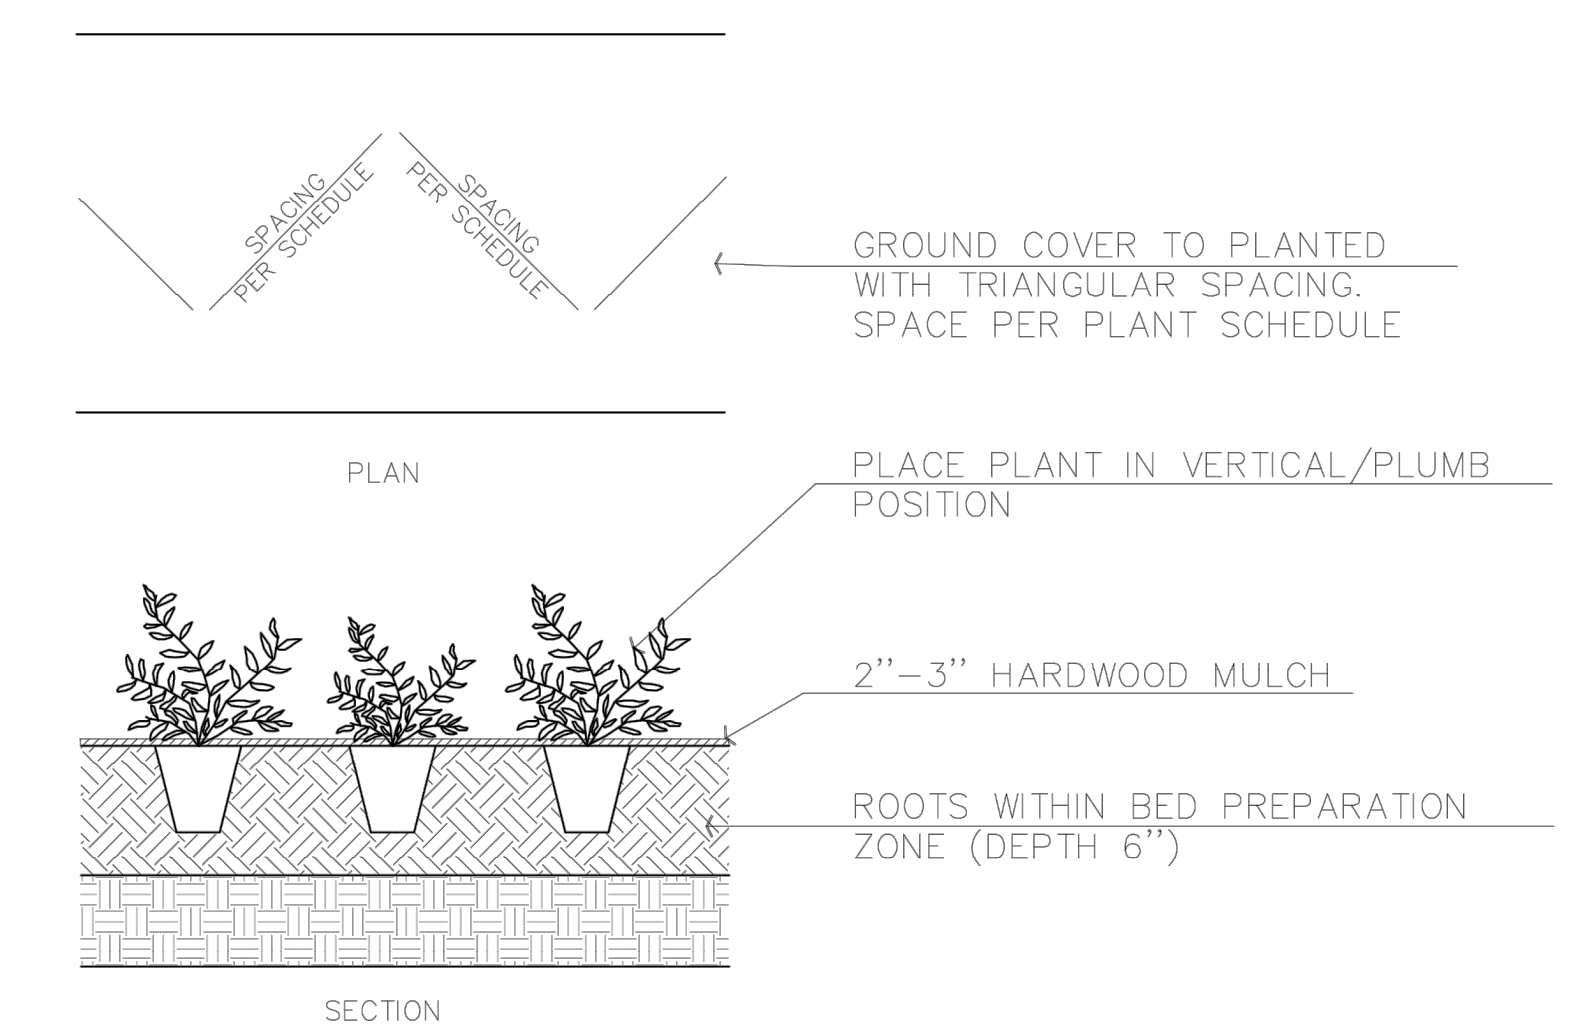 SPACING
PER SCHEDULE
SPACING
PER SCHEDULE
GROUND COVER TO PLANTED
WITH TRIANGULAR SPACING.
SPACE PER PLANT SCHEDULE
PLAN
PLACE PLANT IN VERTICAL/PLUMB
POSITION
2’’-3’’ HARDWOOD MULCH
ROOTS WITHIN BED PREPARATION
ZONE (DEPTH 6’’)
SECTION